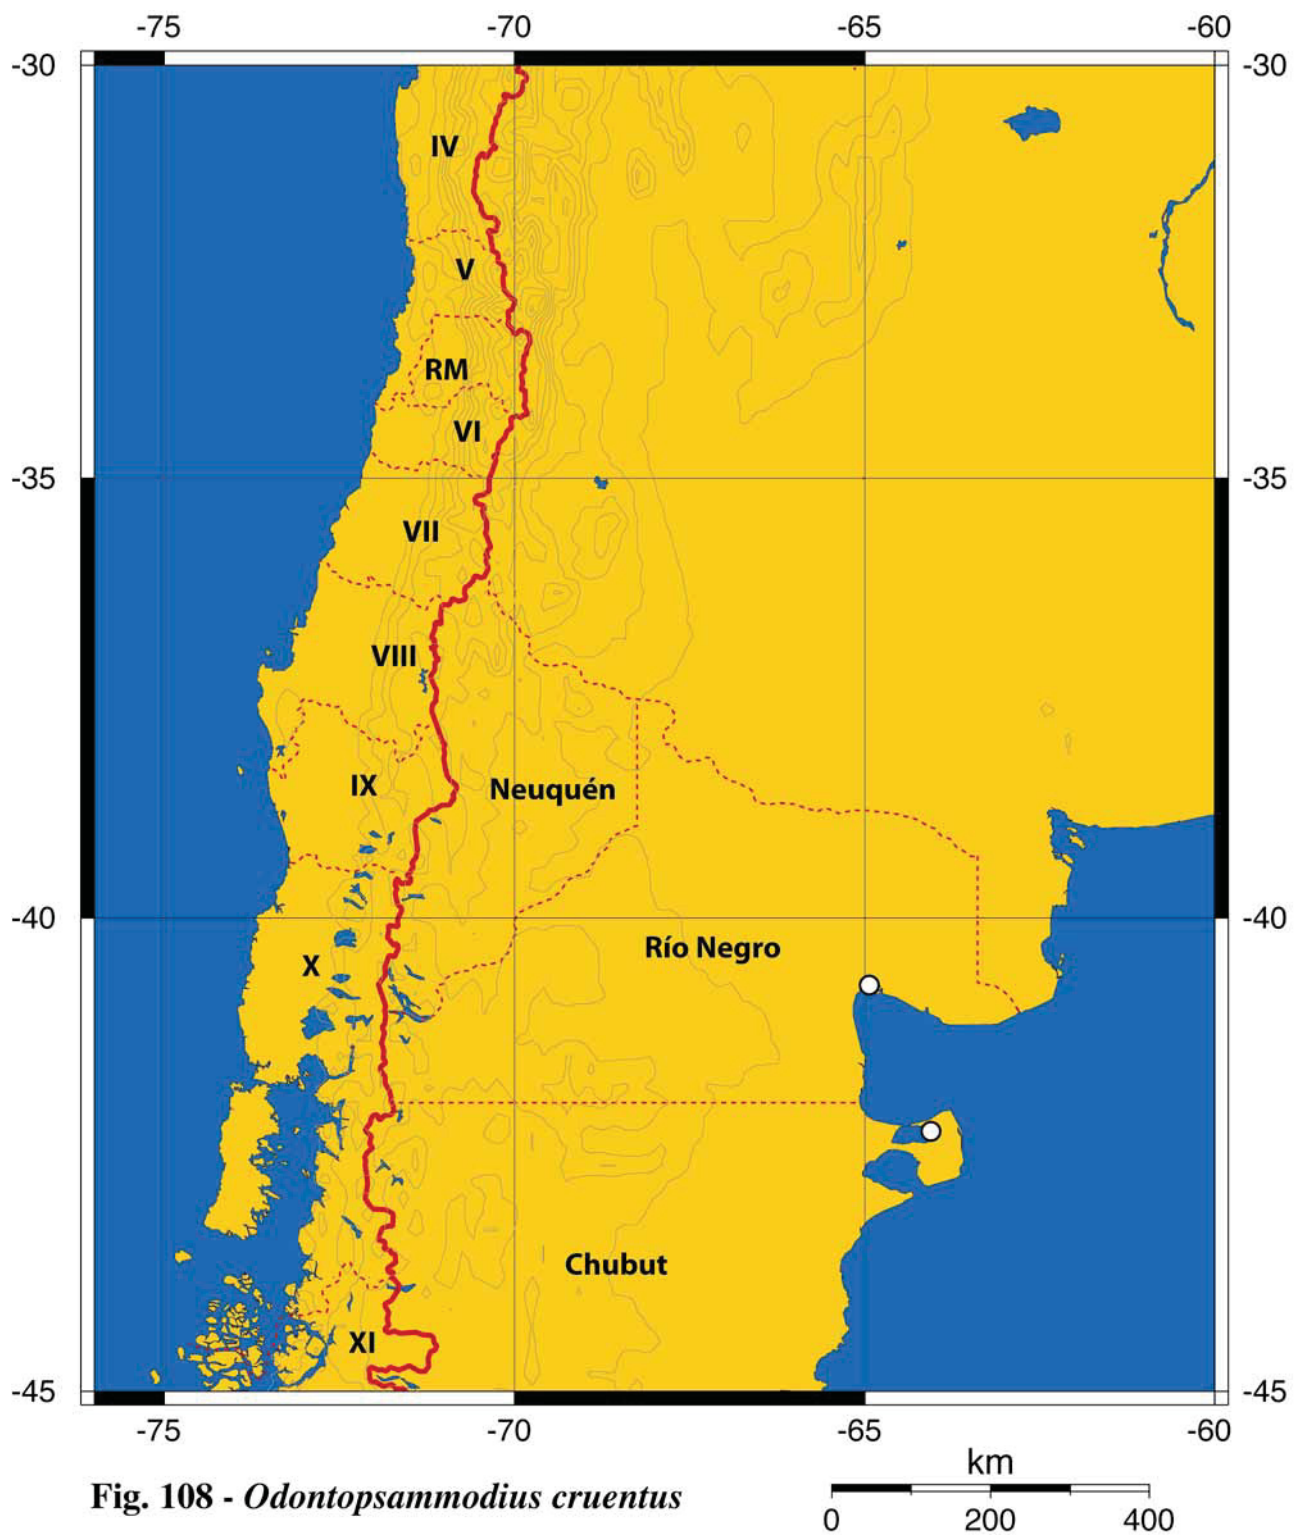 -75 -70 -65 -60
-30 -30
IV
V
RM
VI
-35 -35
VII
VIII
IX Neuquén
-40 -40
Río Negro
X
Chubut
XI
-45 -45
-75 -70 -65 -60
km
Fig. 108 - Odontopsammodius cruentus
0 200 400